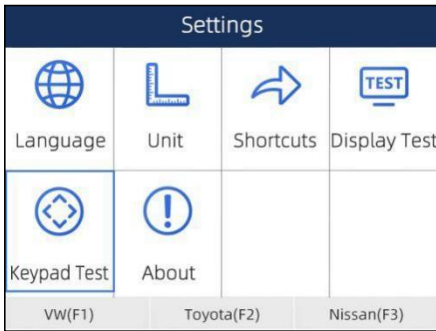 Settings
Language Unit Shortcuts TEST Display Test
Keypad Test About
VW(F1) Toyota(F2) Nissan(F3)